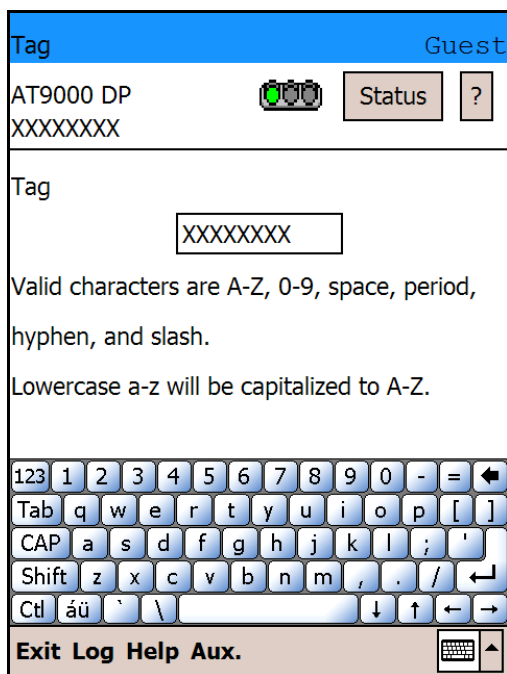 Tag Guest
AT9000 DP Status ?
XXXXXXXX
Tag
XXXXXXXX
Valid characters are A-Z, 0-9, space, period,
hyphen, and slash.
Lowercase a-z will be capitalized to A-Z.
123 1 2 3 4 5 6 7 8 9 0 - =
Tab q w e r t y u i o p [ ]
CAP a s d f g h j k l ; '
Shift z x c v b n m , . /
Ctl áü ` \
Exit Log Help Aux.